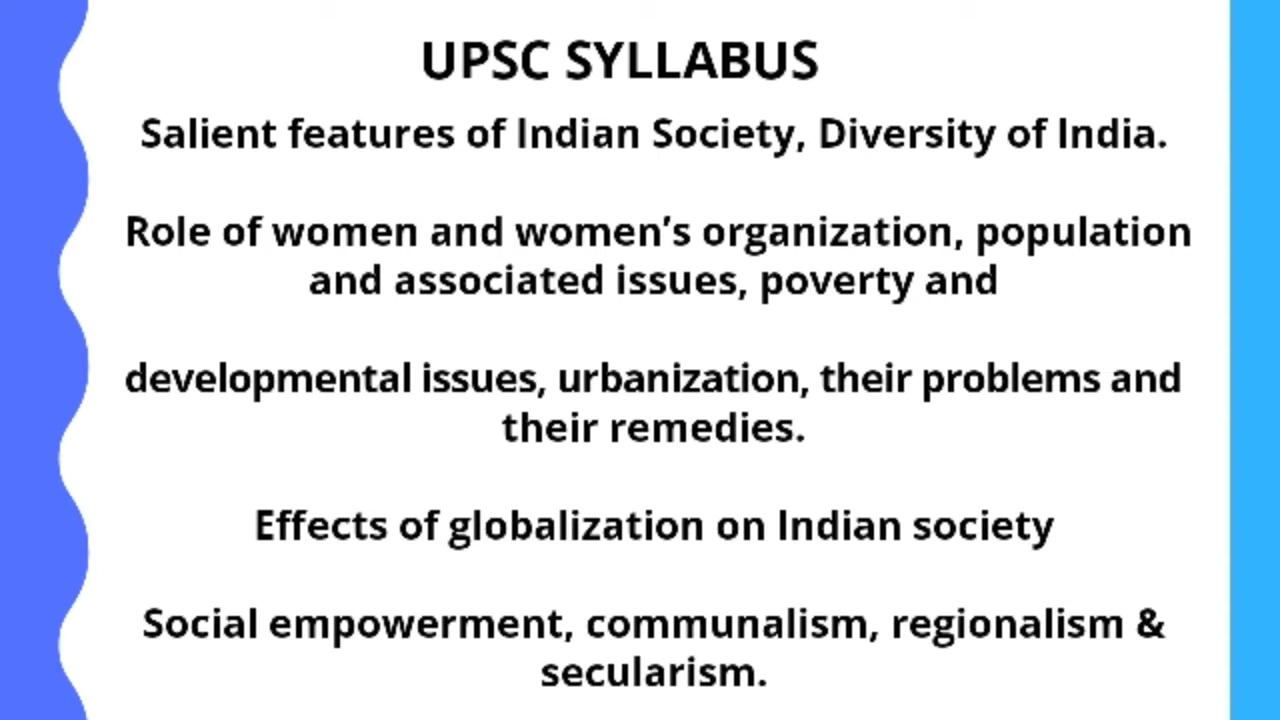 UPSC SYLLABUS
Salient features of Indian Society, Diversity of India.
Role of women and women’s organization, population
and associated issues, poverty and
developmental issues, urbanization, their problems and
their remedies.
Effects of globalization on Indian society
Social empowerment, communalism, regionalism &
secularism.